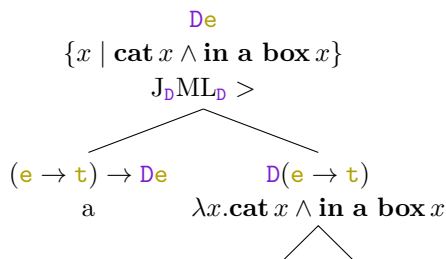 De
{x | cat x ∧ in a box x}
J_D ML_D >
(e → t) → De D(e → t)
a λx.cat x ∧ in a box x